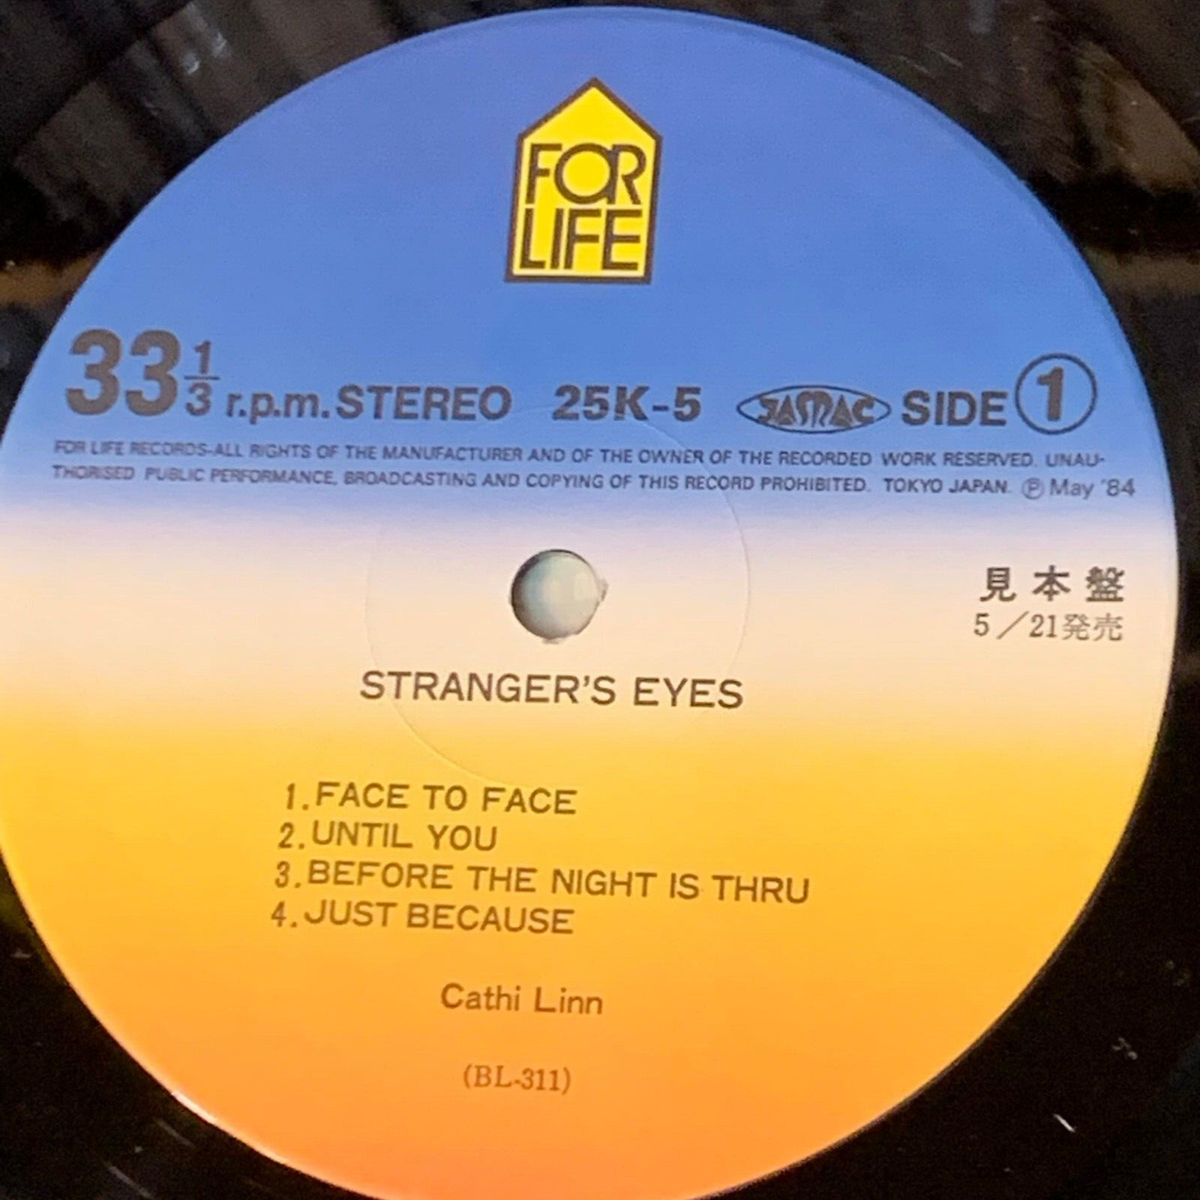 FOR
LIFE
33 1/3 r.p.m. STEREO 25K-5 JASRAC SIDE 1
FOR LIFE RECORDS-ALL RIGHTS OF THE MANUFACTURER AND OF THE OWNER OF THE RECORDED WORK RESERVED. UNAU-
THORISED PUBLIC PERFORMANCE, BROADCASTING AND COPYING OF THIS RECORD PROHIBITED. TOKYO JAPAN. Ⓟ May '84
見本盤
5/21発売
STRANGER'S EYES
1. FACE TO FACE
2. UNTIL YOU
3. BEFORE THE NIGHT IS THRU
4. JUST BECAUSE
Cathi Linn
(BL-311)